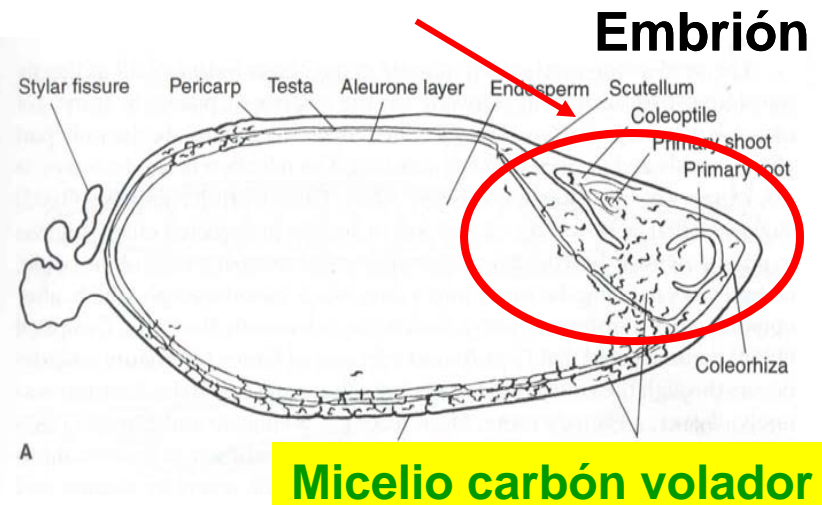 Embrión
Stylar fissure Pericarp Testa Aleurone layer Endosperm Scutellum
Coleoptile
Primary shoot
Primary root
Coleorhiza
A
Micelio carbón volador